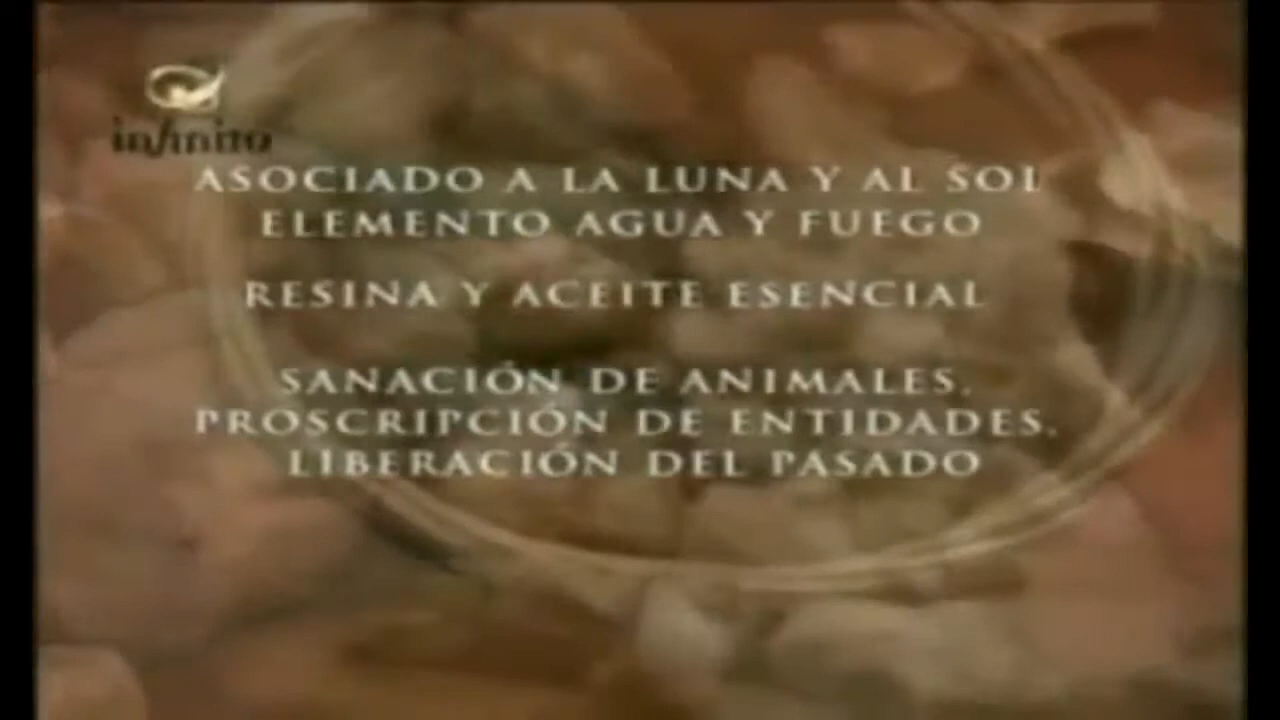 infinito
ASOCIADO A LA LUNA Y AL SOL
ELEMENTO AGUA Y FUEGO
RESINA Y ACEITE ESENCIAL
SANACIÓN DE ANIMALES.
PROSCRIPCIÓN DE ENTIDADES.
LIBERACIÓN DEL PASADO